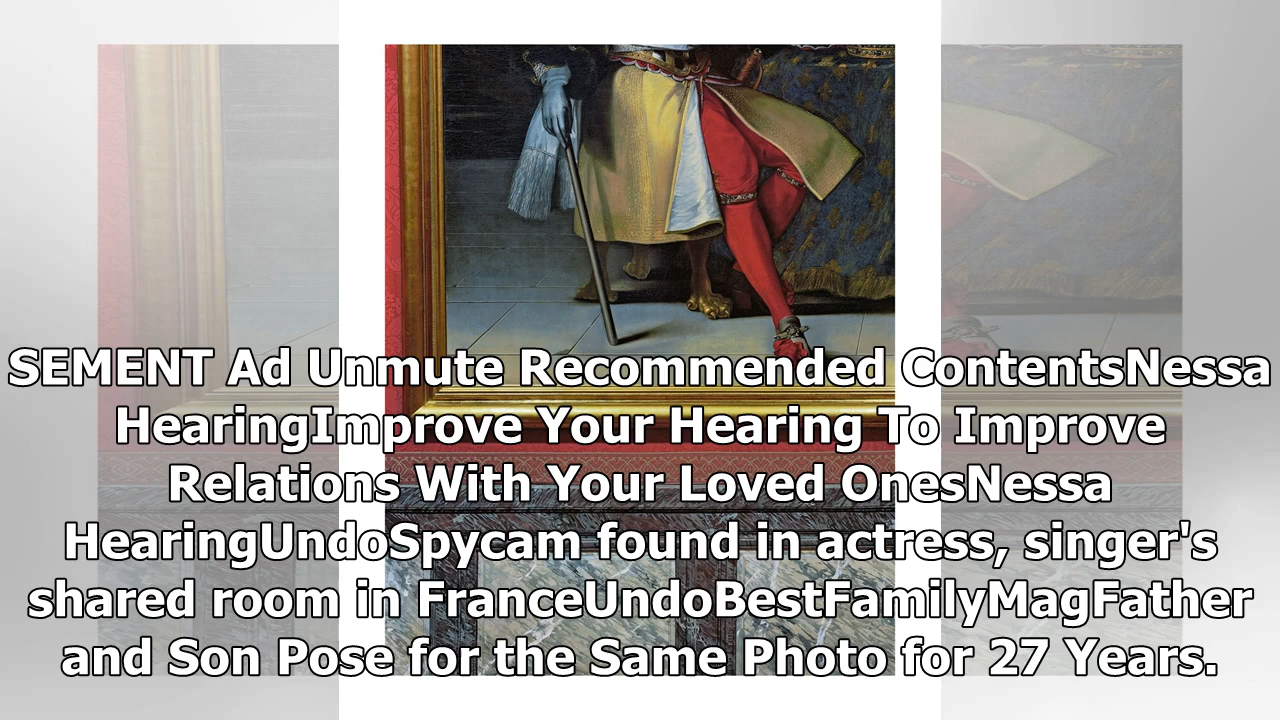 SEMENT Ad Unmute Recommended ContentsNessa
HearingImprove Your Hearing To Improve
Relations With Your Loved OnesNessa
HearingUndoSpycam found in actress, singer's
shared room in FranceUndoBestFamilyMagFather
and Son Pose for the Same Photo for 27 Years.